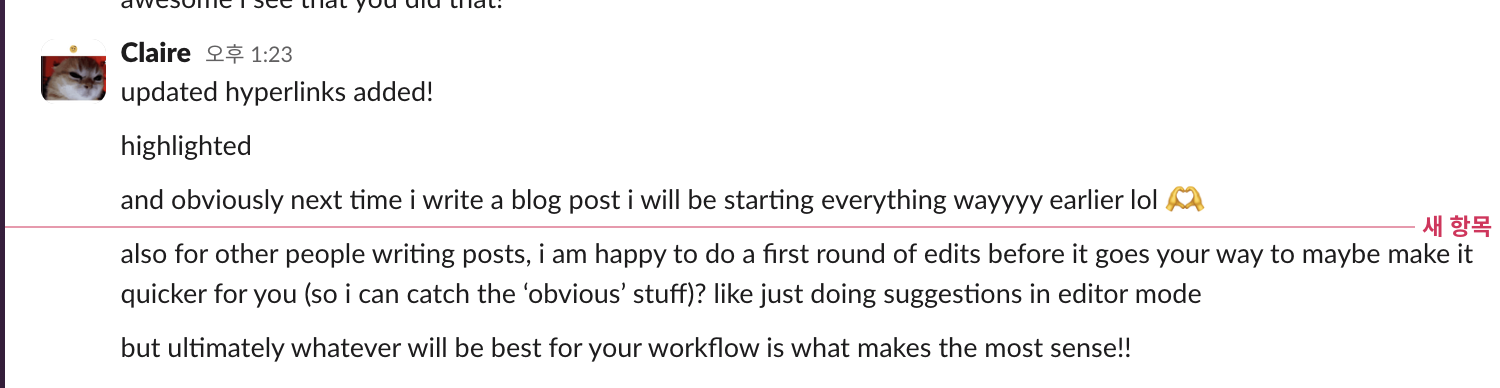 awesome i see that you did that!
Claire 오후 1:23
updated hyperlinks added!
highlighted
and obviously next time i write a blog post i will be starting everything wayyyy earlier lol 🫶
새 항목
also for other people writing posts, i am happy to do a first round of edits before it goes your way to maybe make it
quicker for you (so i can catch the ‘obvious’ stuff)? like just doing suggestions in editor mode
but ultimately whatever will be best for your workflow is what makes the most sense!!